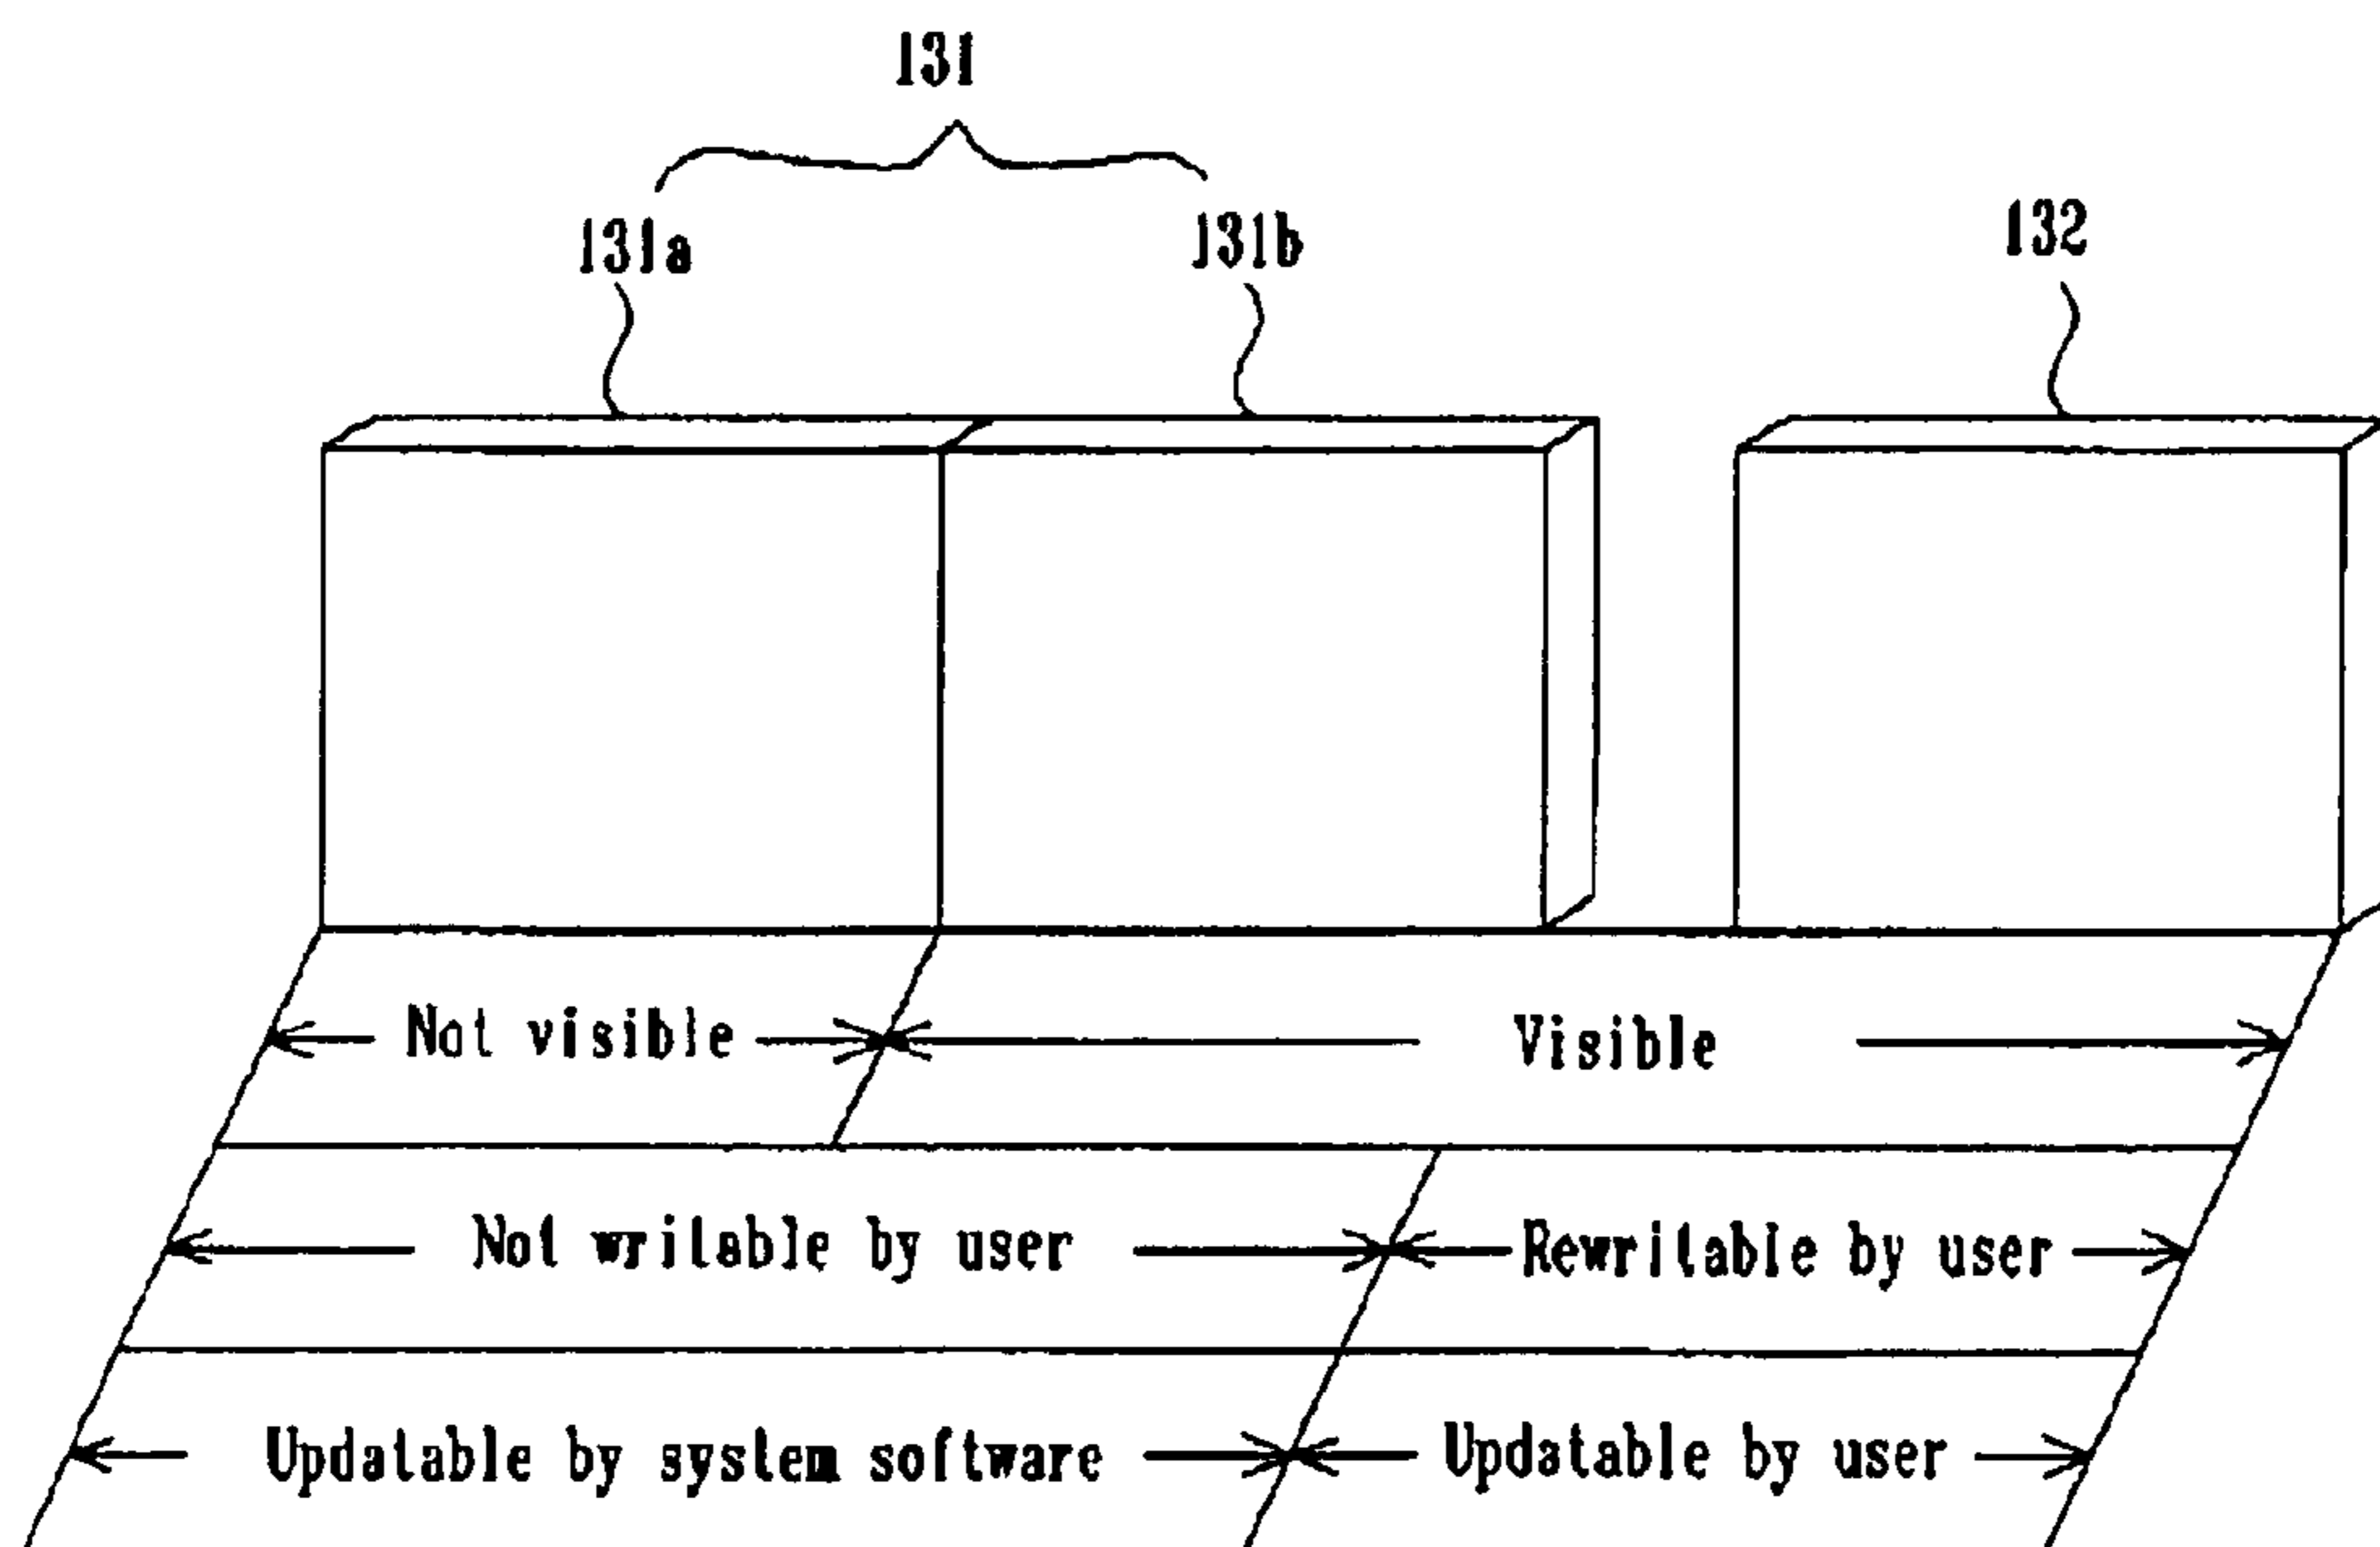 131
131a 131b 132
Not visible Visible
Not writable by user Rewritable by user
Updatable by system software Updatable by user